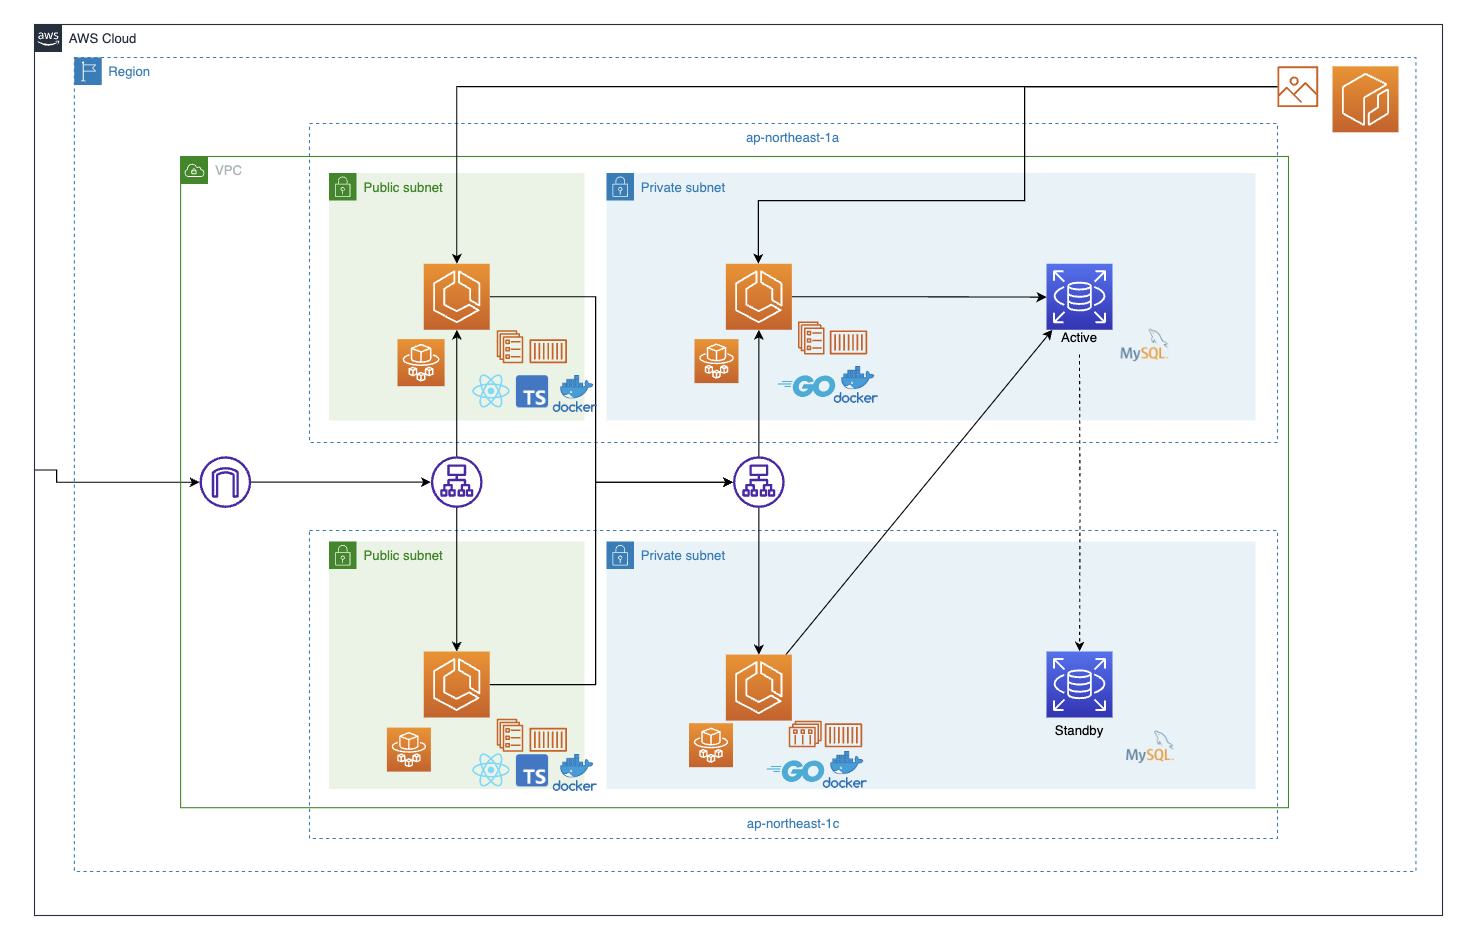 aws
AWS Cloud
Region
ap-northeast-1a
VPC
Public subnet
Private subnet
Active
MySQL
TS
docker
GO
docker
Public subnet
Private subnet
Standby
MySQL
TS
docker
GO
docker
ap-northeast-1c